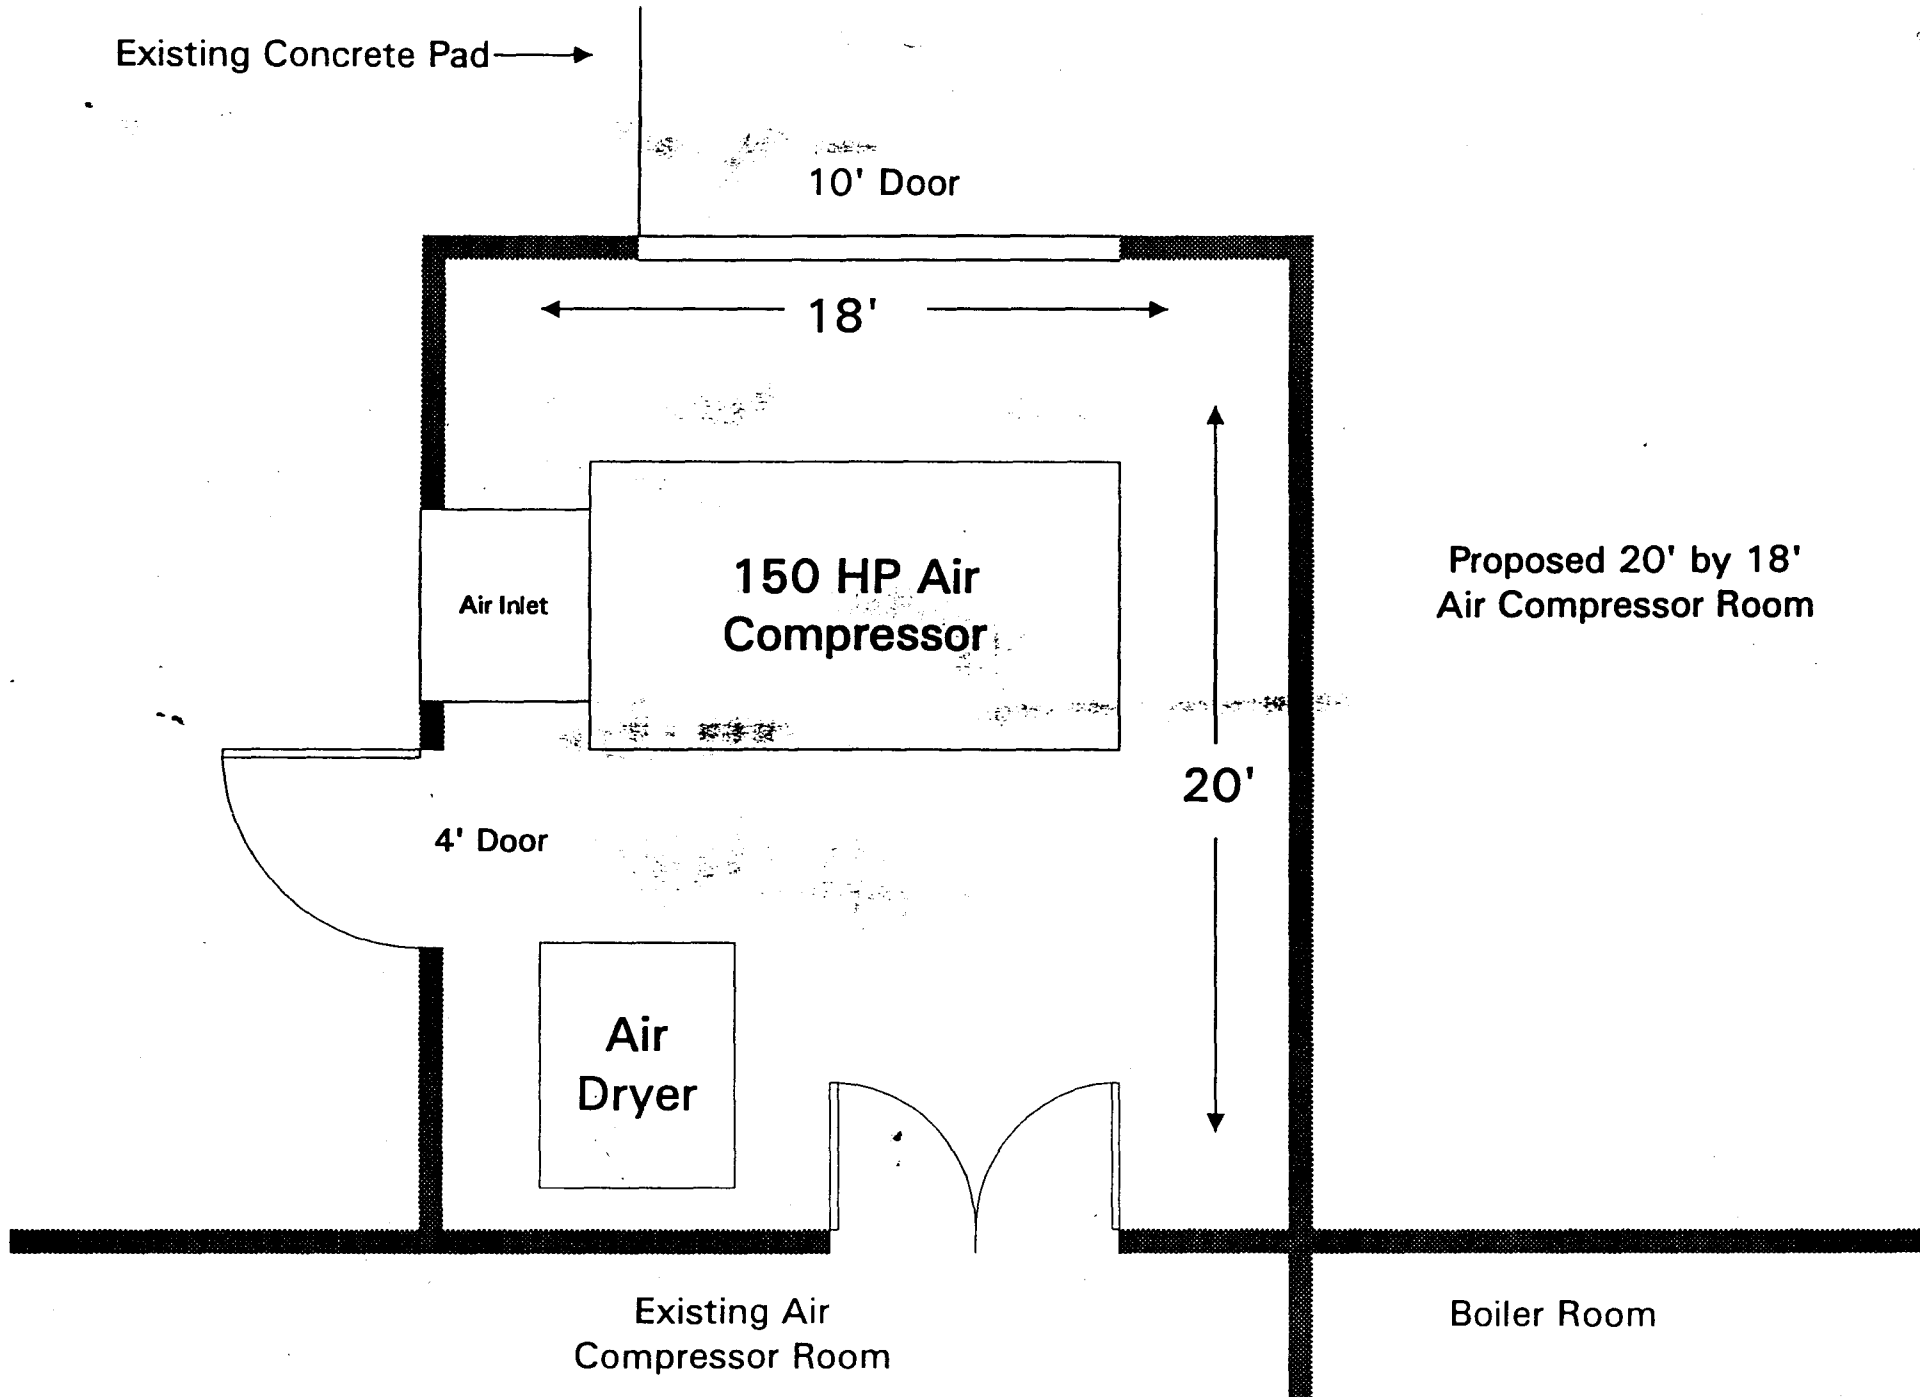 Existing Concrete Pad
10' Door
18'
150 HP Air
Compressor
Air Inlet
Proposed 20' by 18'
Air Compressor Room
20'
4' Door
Air
Dryer
Existing Air
Compressor Room
Boiler Room